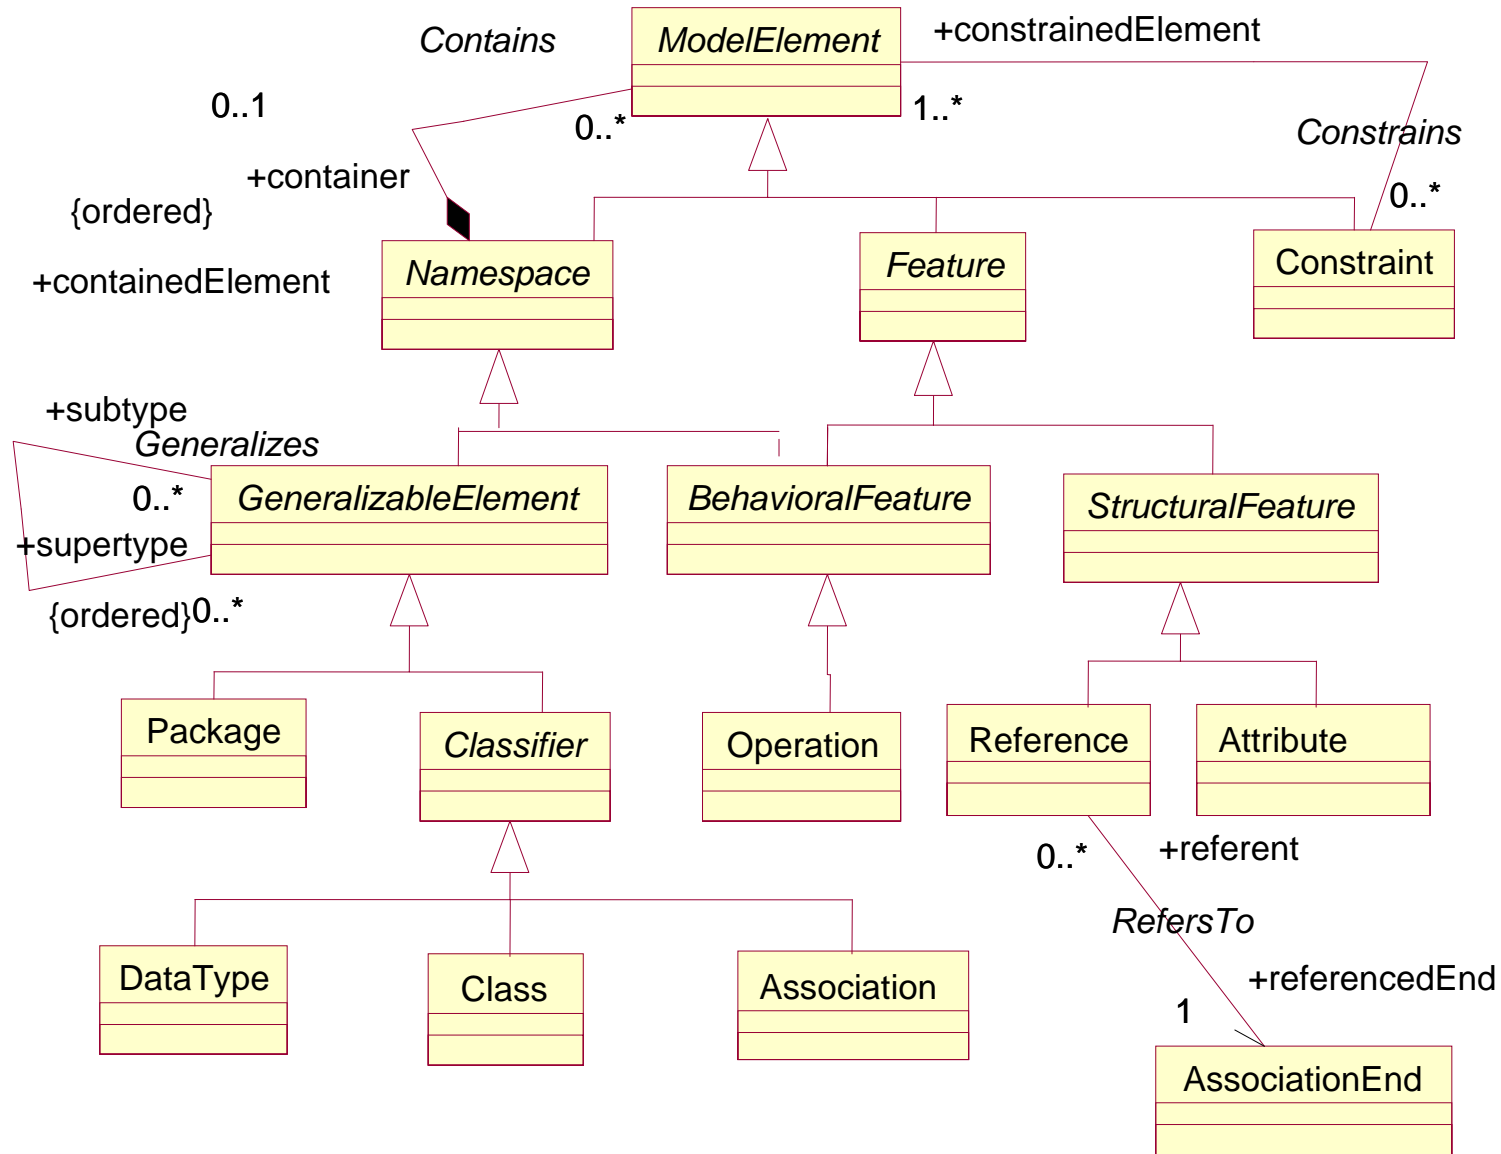 Contains
ModelElement
+constrainedElement
0..1
0..*
1..*
Constrains
+container
{ordered}
0..*
+containedElement
Namespace
Feature
Constraint
+subtype
Generalizes
0..*
GeneralizableElement
BehavioralFeature
StructuralFeature
+supertype
{ordered}0..*
Package
Classifier
Operation
Reference
Attribute
0..*
+referent
RefersTo
DataType
Class
Association
+referencedEnd
1
AssociationEnd